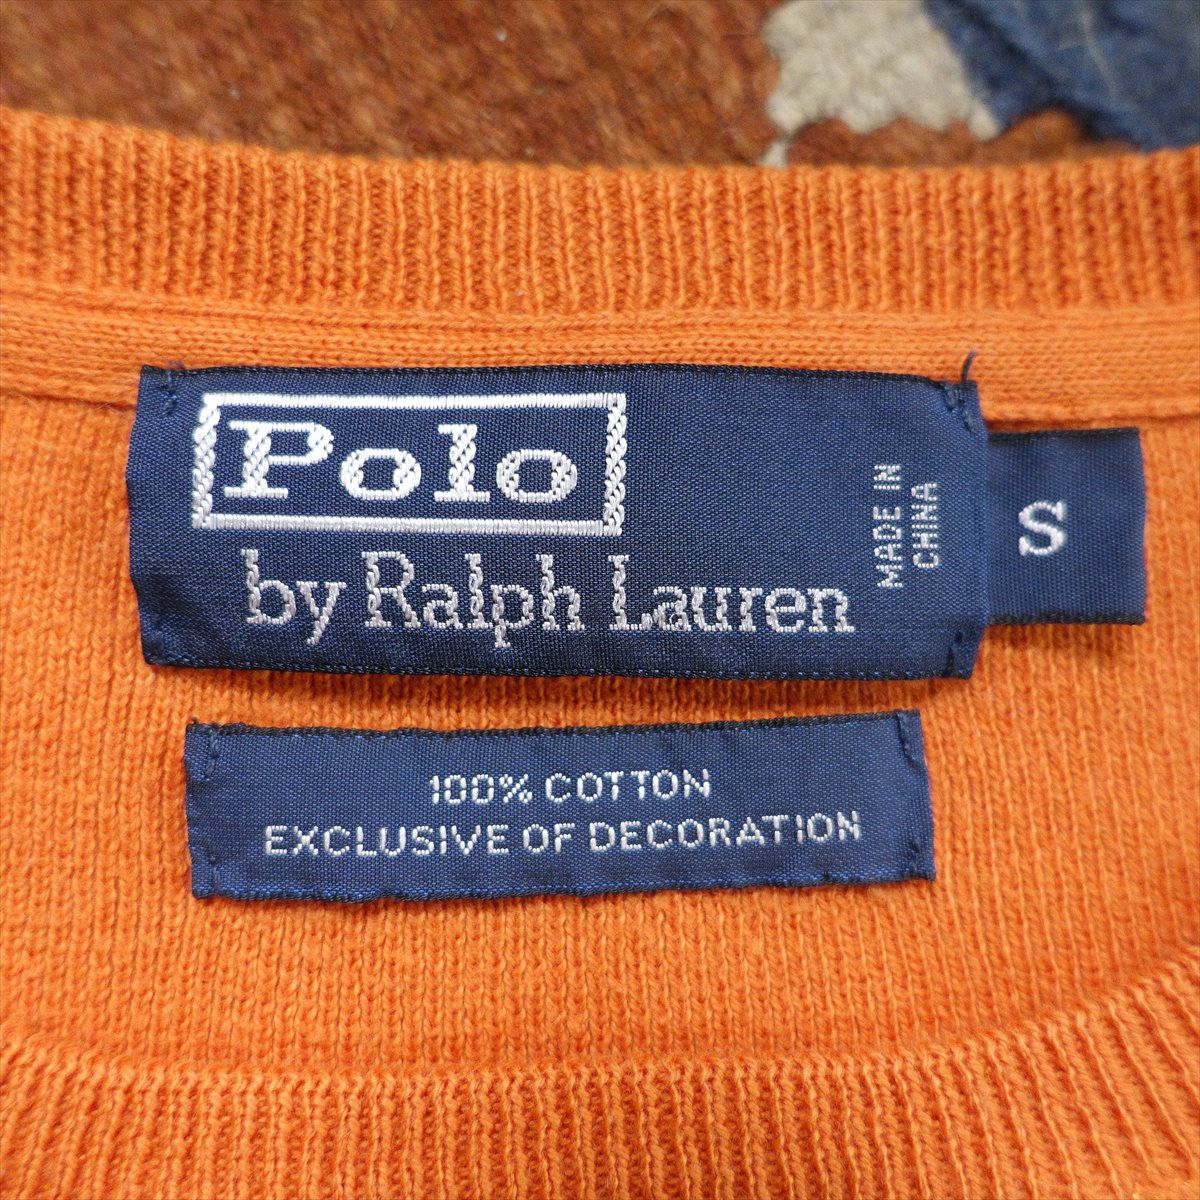 Polo
by Ralph Lauren
MADE IN
CHINA
S
100% COTTON
EXCLUSIVE OF DECORATION